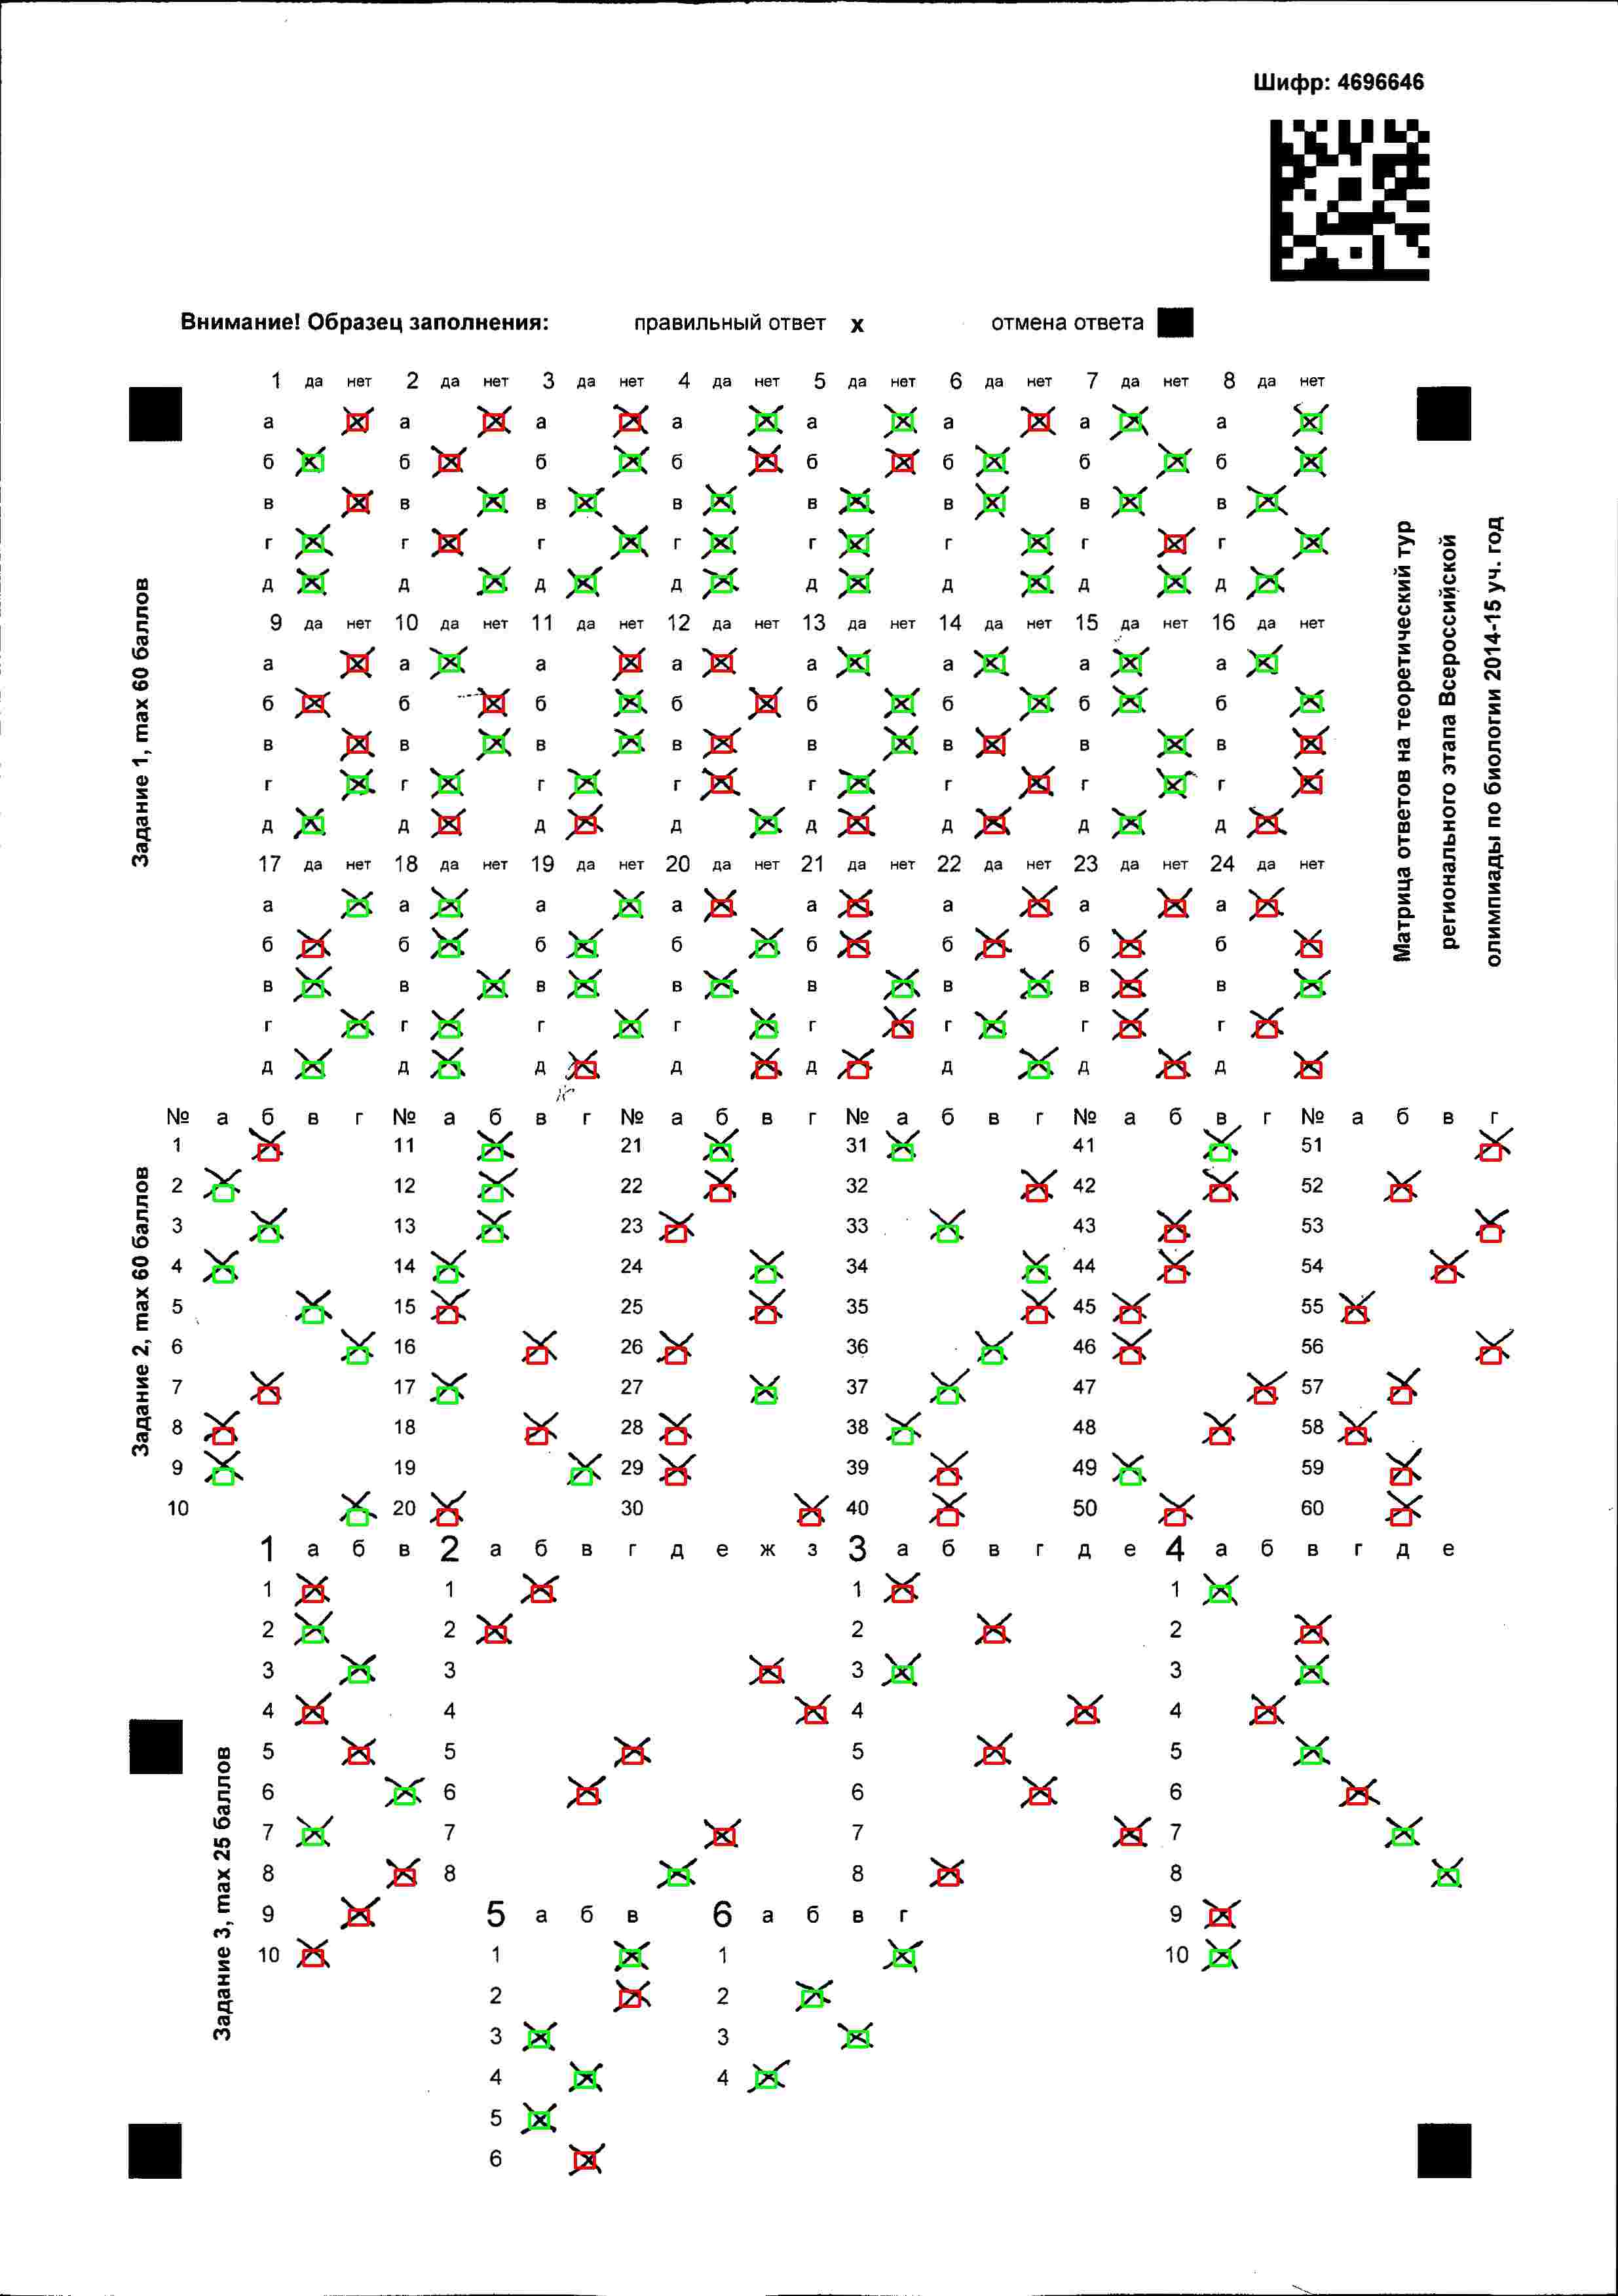 Шифр: 4696646
Внимание! Образец заполнения: правильный ответ х отмена ответа
Задание 1, max 60 баллов
1 да нет 2 да нет 3 да нет 4 да нет 5 да нет 6 да нет 7 да нет 8 да нет
а а а а а а а а
б б б б б б б б
в в в в в в в в
г г г г г г г г
д д д д д д д д
9 да нет 10 да нет 11 да нет 12 да нет 13 да нет 14 да нет 15 да нет 16 да нет
а а а а а а а а
б б б б б б б б
в в в в в в в в
г г г г г г г г
д д д д д д д д
17 да нет 18 да нет 19 да нет 20 да нет 21 да нет 22 да нет 23 да нет 24 да нет
а а а а а а а а
б б б б б б б б
в в в в в в в в
г г г г г г г г
д д д д д д д д
Матрица ответов на теоретический тур
регионального этапа Всероссийской
олимпиады по биологии 2014-15 уч. год
Задание 2, max 60 баллов
№ а б в г № а б в г № а б в г № а б в г № а б в г № а б в г
1 11 21 31 41 51
2 12 22 32 42 52
3 13 23 33 43 53
4 14 24 34 44 54
5 15 25 35 45 55
6 16 26 36 46 56
7 17 27 37 47 57
8 18 28 38 48 58
9 19 29 39 49 59
10 20 30 40 50 60
Задание 3, max 25 баллов
1 а б в 2 а б в г д е ж з 3 а б в г д е 4 а б в г д е
1 1 1 1
2 2 2 2
3 3 3 3
4 4 4 4
5 5 5 5
6 6 6 6
7 7 7 7
8 8 8 8
9 5 а б в 6 а б в г 9
10 1 1 10
2 2
3 3
4 4
5
6